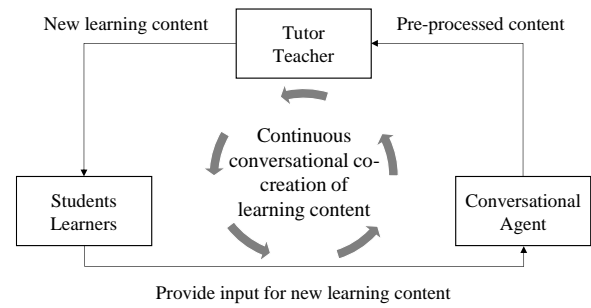 New learning content
Tutor
Teacher
Pre-processed content
Continuous
conversational co-
creation of
learning content
Students
Learners
Conversational
Agent
Provide input for new learning content